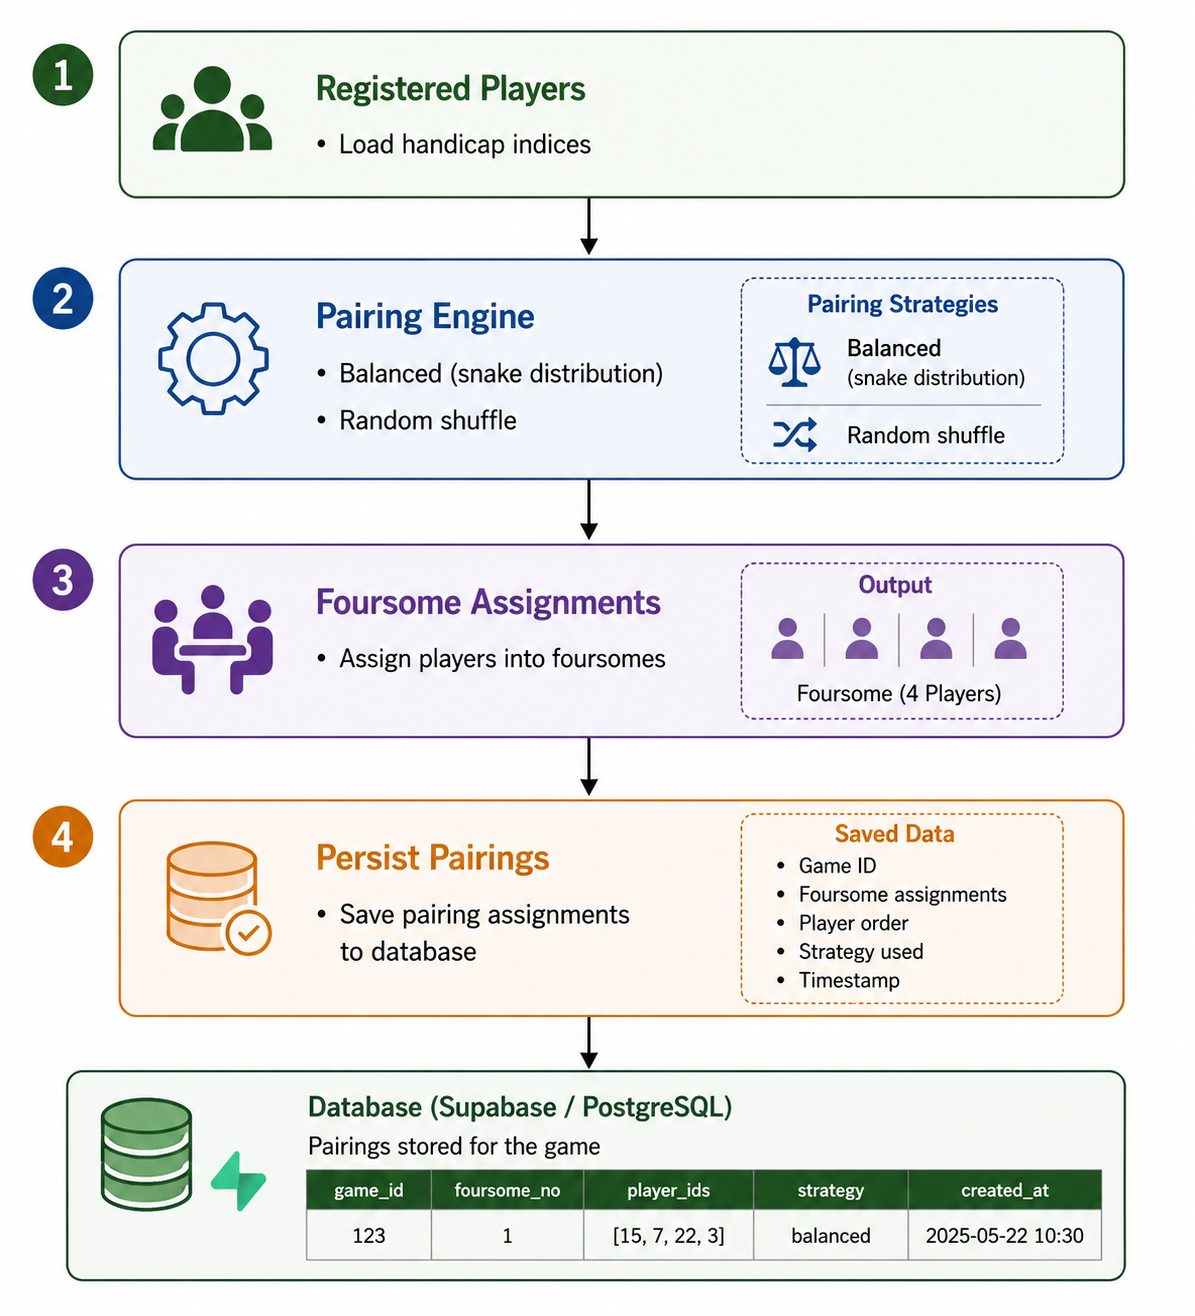 1
Registered Players
• Load handicap indices
2
Pairing Engine
• Balanced (snake distribution)
• Random shuffle
Pairing Strategies
Balanced
(snake distribution)
Random shuffle
3
Foursome Assignments
• Assign players into foursomes
Output
Foursome (4 Players)
4
Persist Pairings
• Save pairing assignments
to database
Saved Data
• Game ID
• Foursome assignments
• Player order
• Strategy used
• Timestamp
Database (Supabase / PostgreSQL)
Pairings stored for the game
game_id foursome_no player_ids strategy created_at
123 1 [15, 7, 22, 3] balanced 2025-05-22 10:30